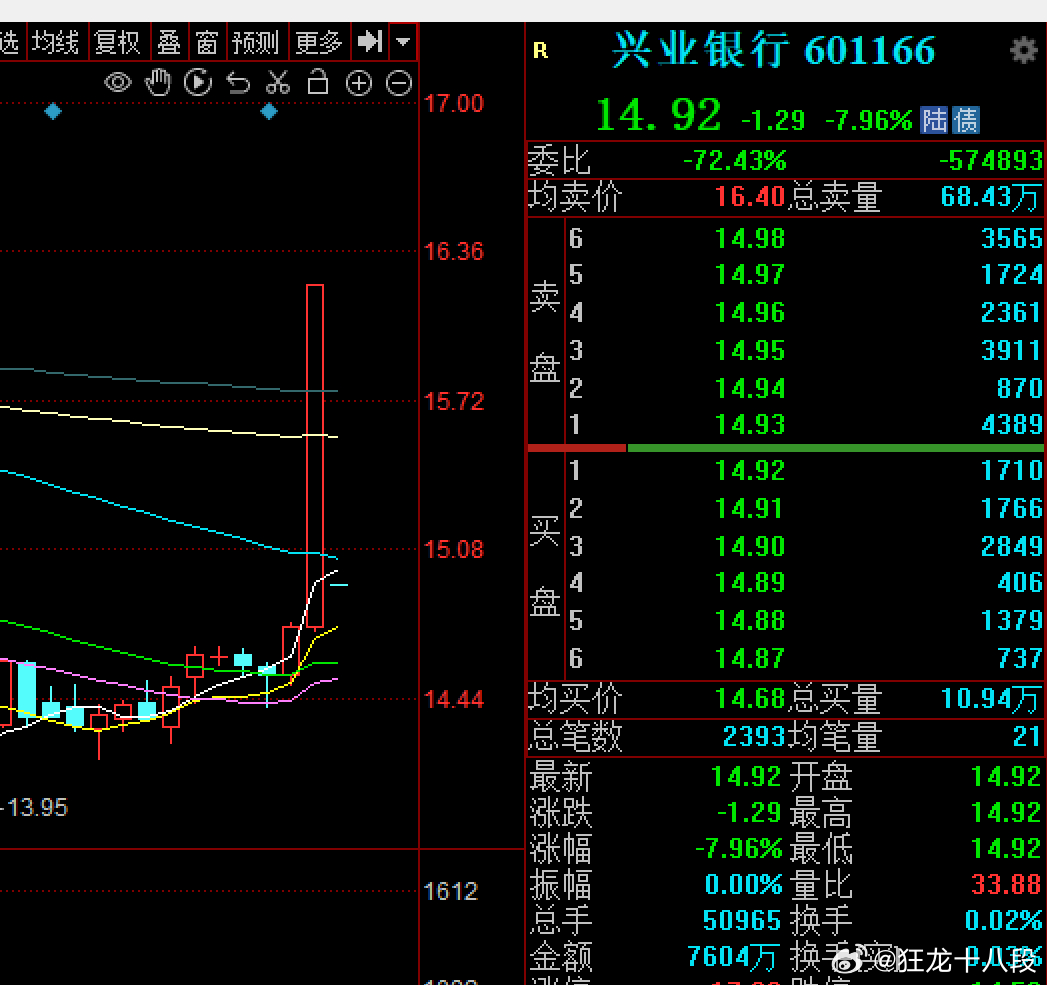 选 均线 复权 叠 窗 预测 更多
R 兴业银行 601166
14.92 -1.29 -7.96% 陆 债
委比 -72.43% -574893
均卖价 16.40 总卖量 68.43万
卖盘
6 14.98 3565
5 14.97 1724
4 14.96 2361
3 14.95 3911
2 14.94 870
1 14.93 4389
买盘
1 14.92 1710
2 14.91 1766
3 14.90 2849
4 14.89 406
5 14.88 1379
6 14.87 737
均买价 14.68 总买量 10.94万
总笔数 2393 均笔量 21
最新 14.92 开盘 14.92
涨跌 -1.29 最高 14.92
涨幅 -7.96% 最低 14.92
振幅 0.00% 量比 33.88
总手 50965 换手 0.02%
金额 7604万 换手(实) 0.03%
17.00
16.36
15.72
15.08
14.44
13.95
1612
@狂龙十八段